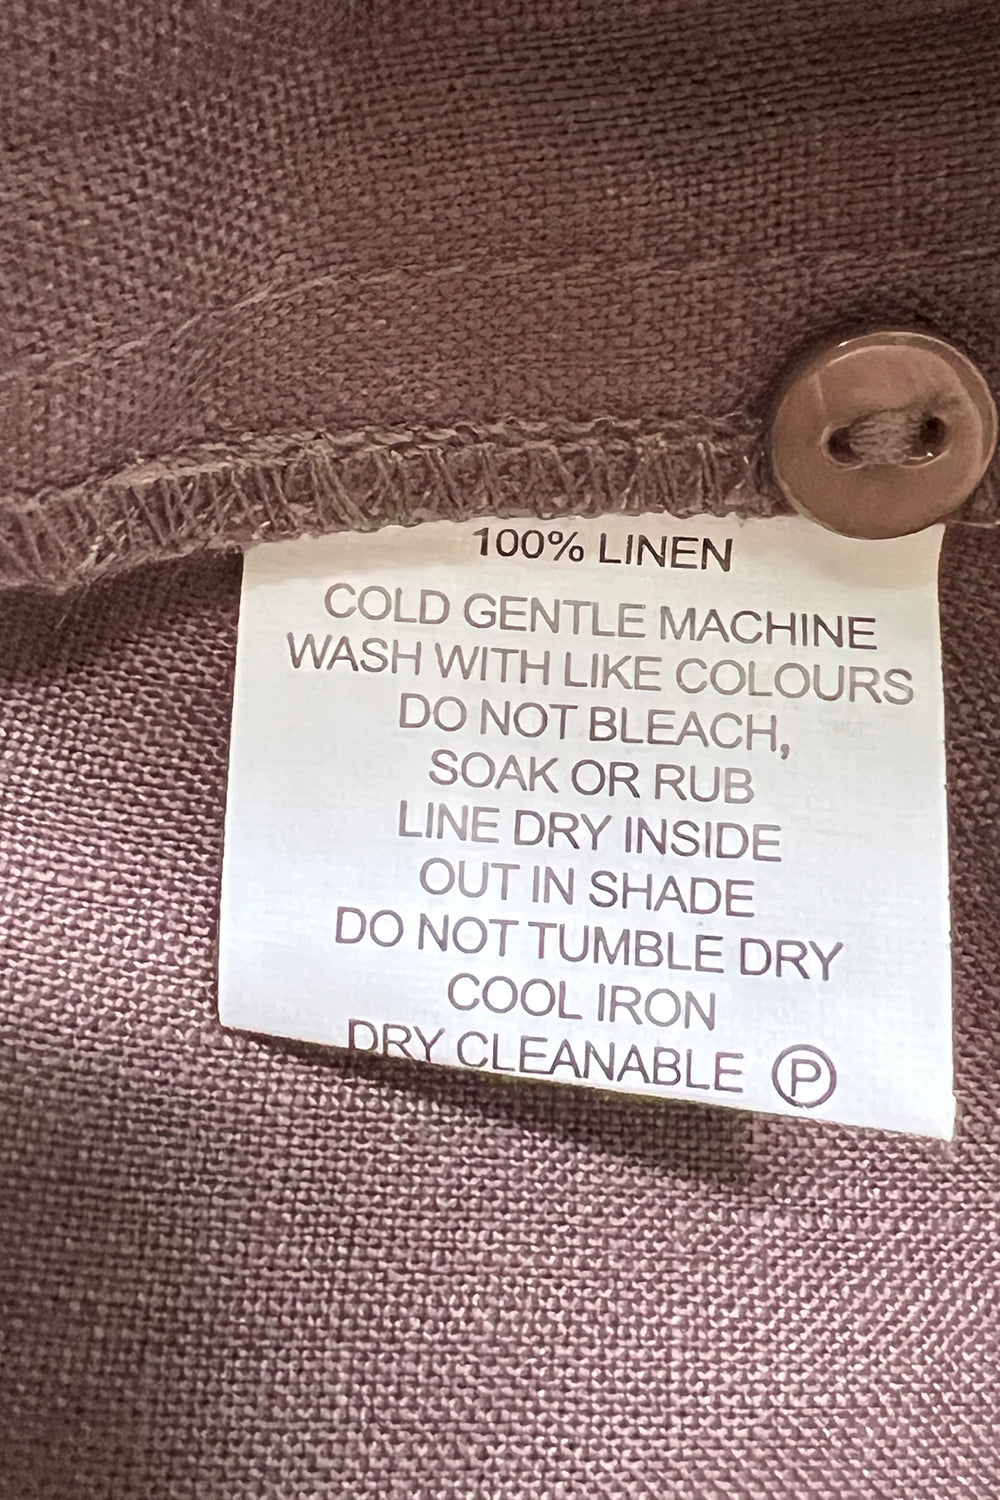 100% LINEN
COLD GENTLE MACHINE
WASH WITH LIKE COLOURS
DO NOT BLEACH,
SOAK OR RUB
LINE DRY INSIDE
OUT IN SHADE
DO NOT TUMBLE DRY
COOL IRON
DRY CLEANABLE Ⓟ